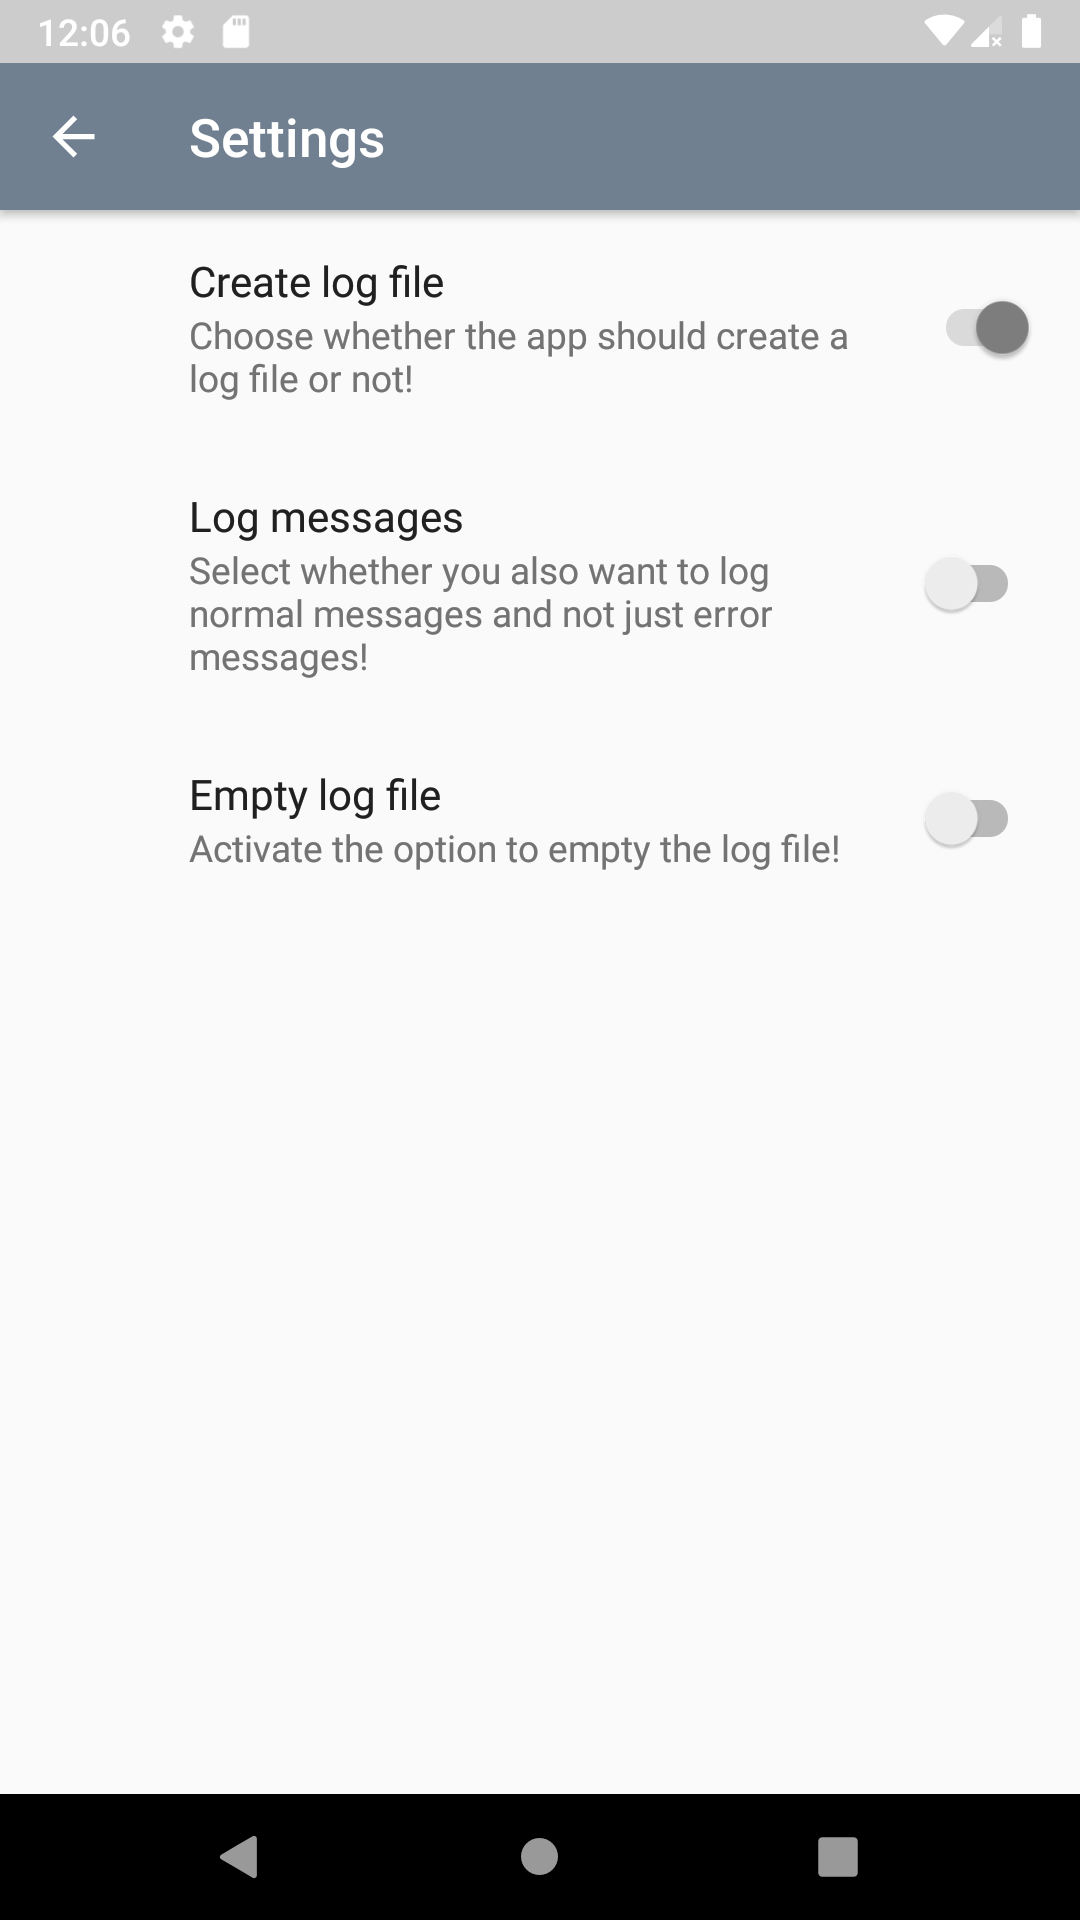 12:06
Settings
Create log file
Choose whether the app should create a
log file or not!
Log messages
Select whether you also want to log
normal messages and not just error
messages!
Empty log file
Activate the option to empty the log file!